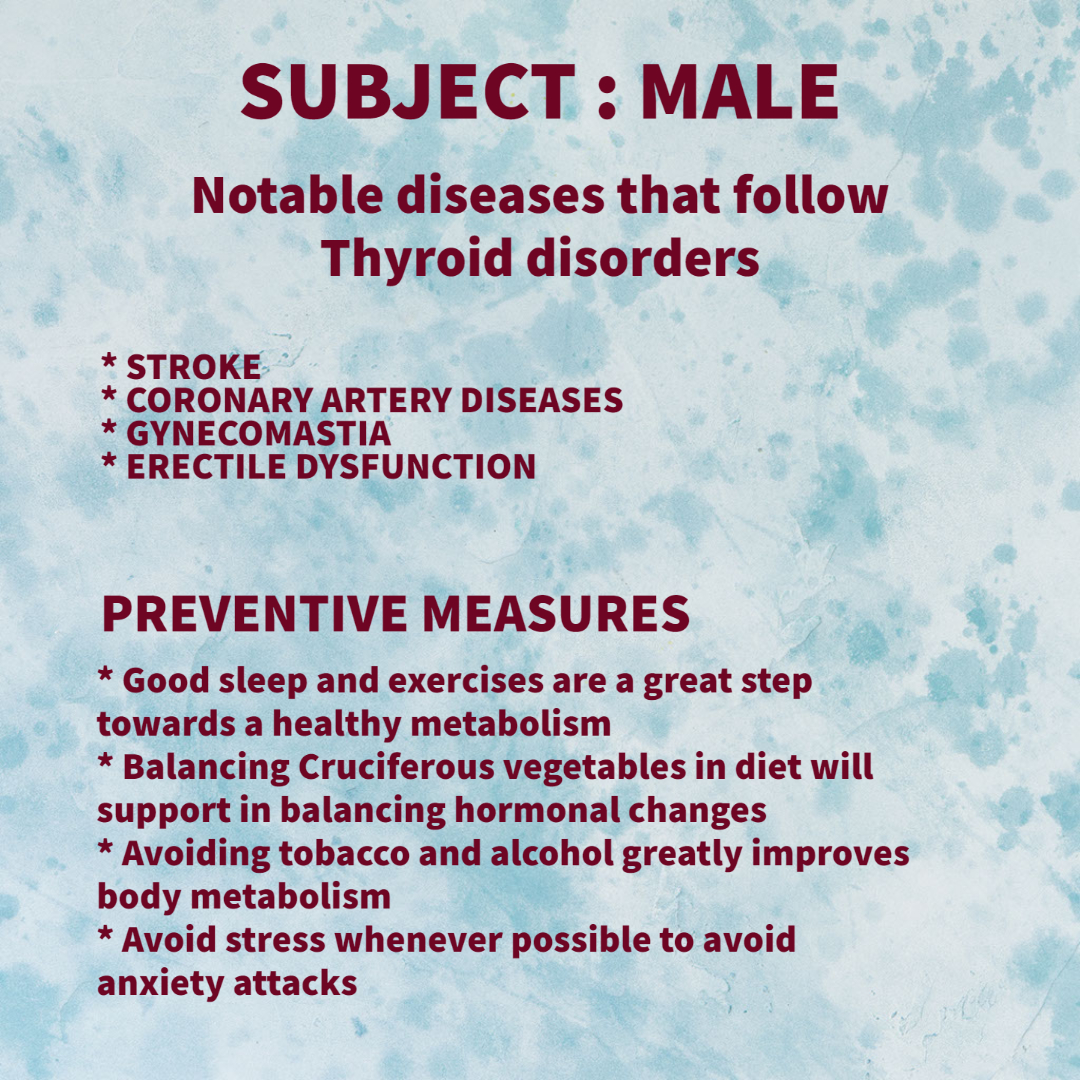 SUBJECT : MALE
Notable diseases that follow
Thyroid disorders
* STROKE
* CORONARY ARTERY DISEASES
* GYNECOMASTIA
* ERECTILE DYSFUNCTION
PREVENTIVE MEASURES
* Good sleep and exercises are a great step
towards a healthy metabolism
* Balancing Cruciferous vegetables in diet will
support in balancing hormonal changes
* Avoiding tobacco and alcohol greatly improves
body metabolism
* Avoid stress whenever possible to avoid
anxiety attacks